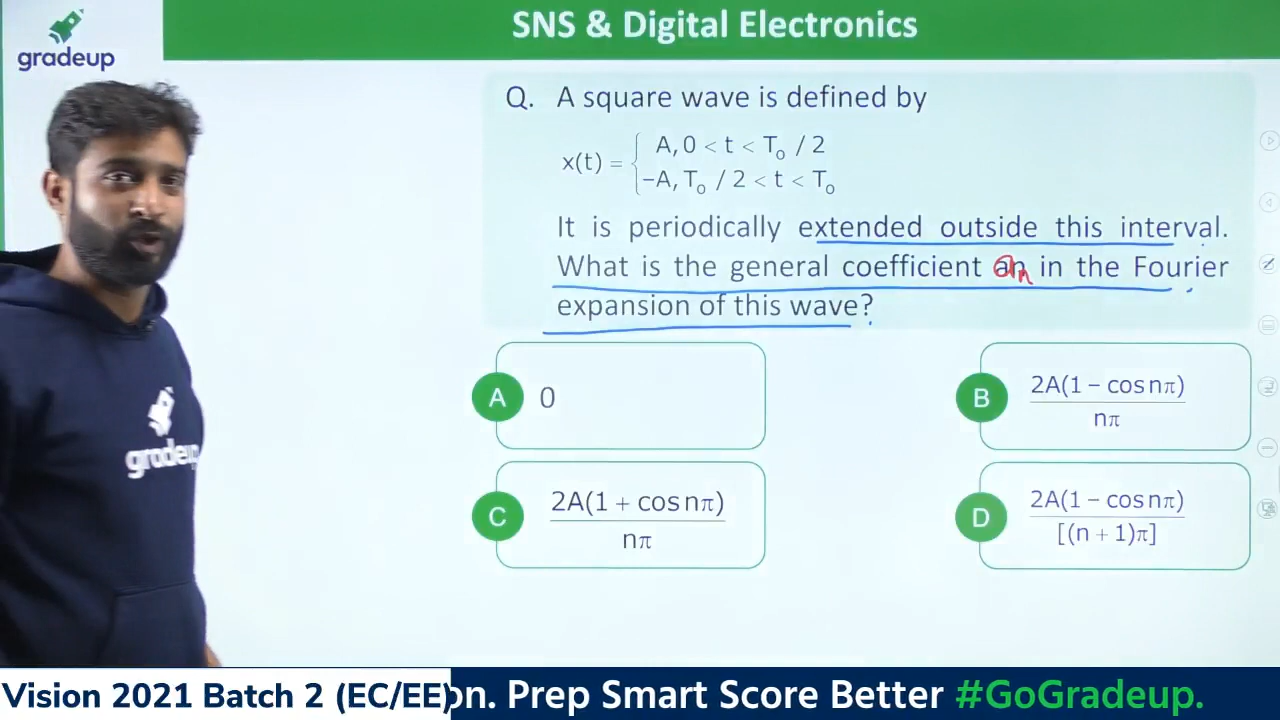 SNS & Digital Electronics
gradeup
Q. A square wave is defined by
x(t) = { A, 0 < t < T₀ / 2
−A, T₀ / 2 < t < T₀
It is periodically extended outside this interval.
What is the general coefficient an in the Fourier
expansion of this wave?
A 0
B 2A(1 − cos nπ) / nπ
C 2A(1 + cos nπ) / nπ
D 2A(1 − cos nπ) / [(n + 1)π]
gradeup
Vision 2021 Batch 2 (EC/EE) on. Prep Smart Score Better #GoGradeup.